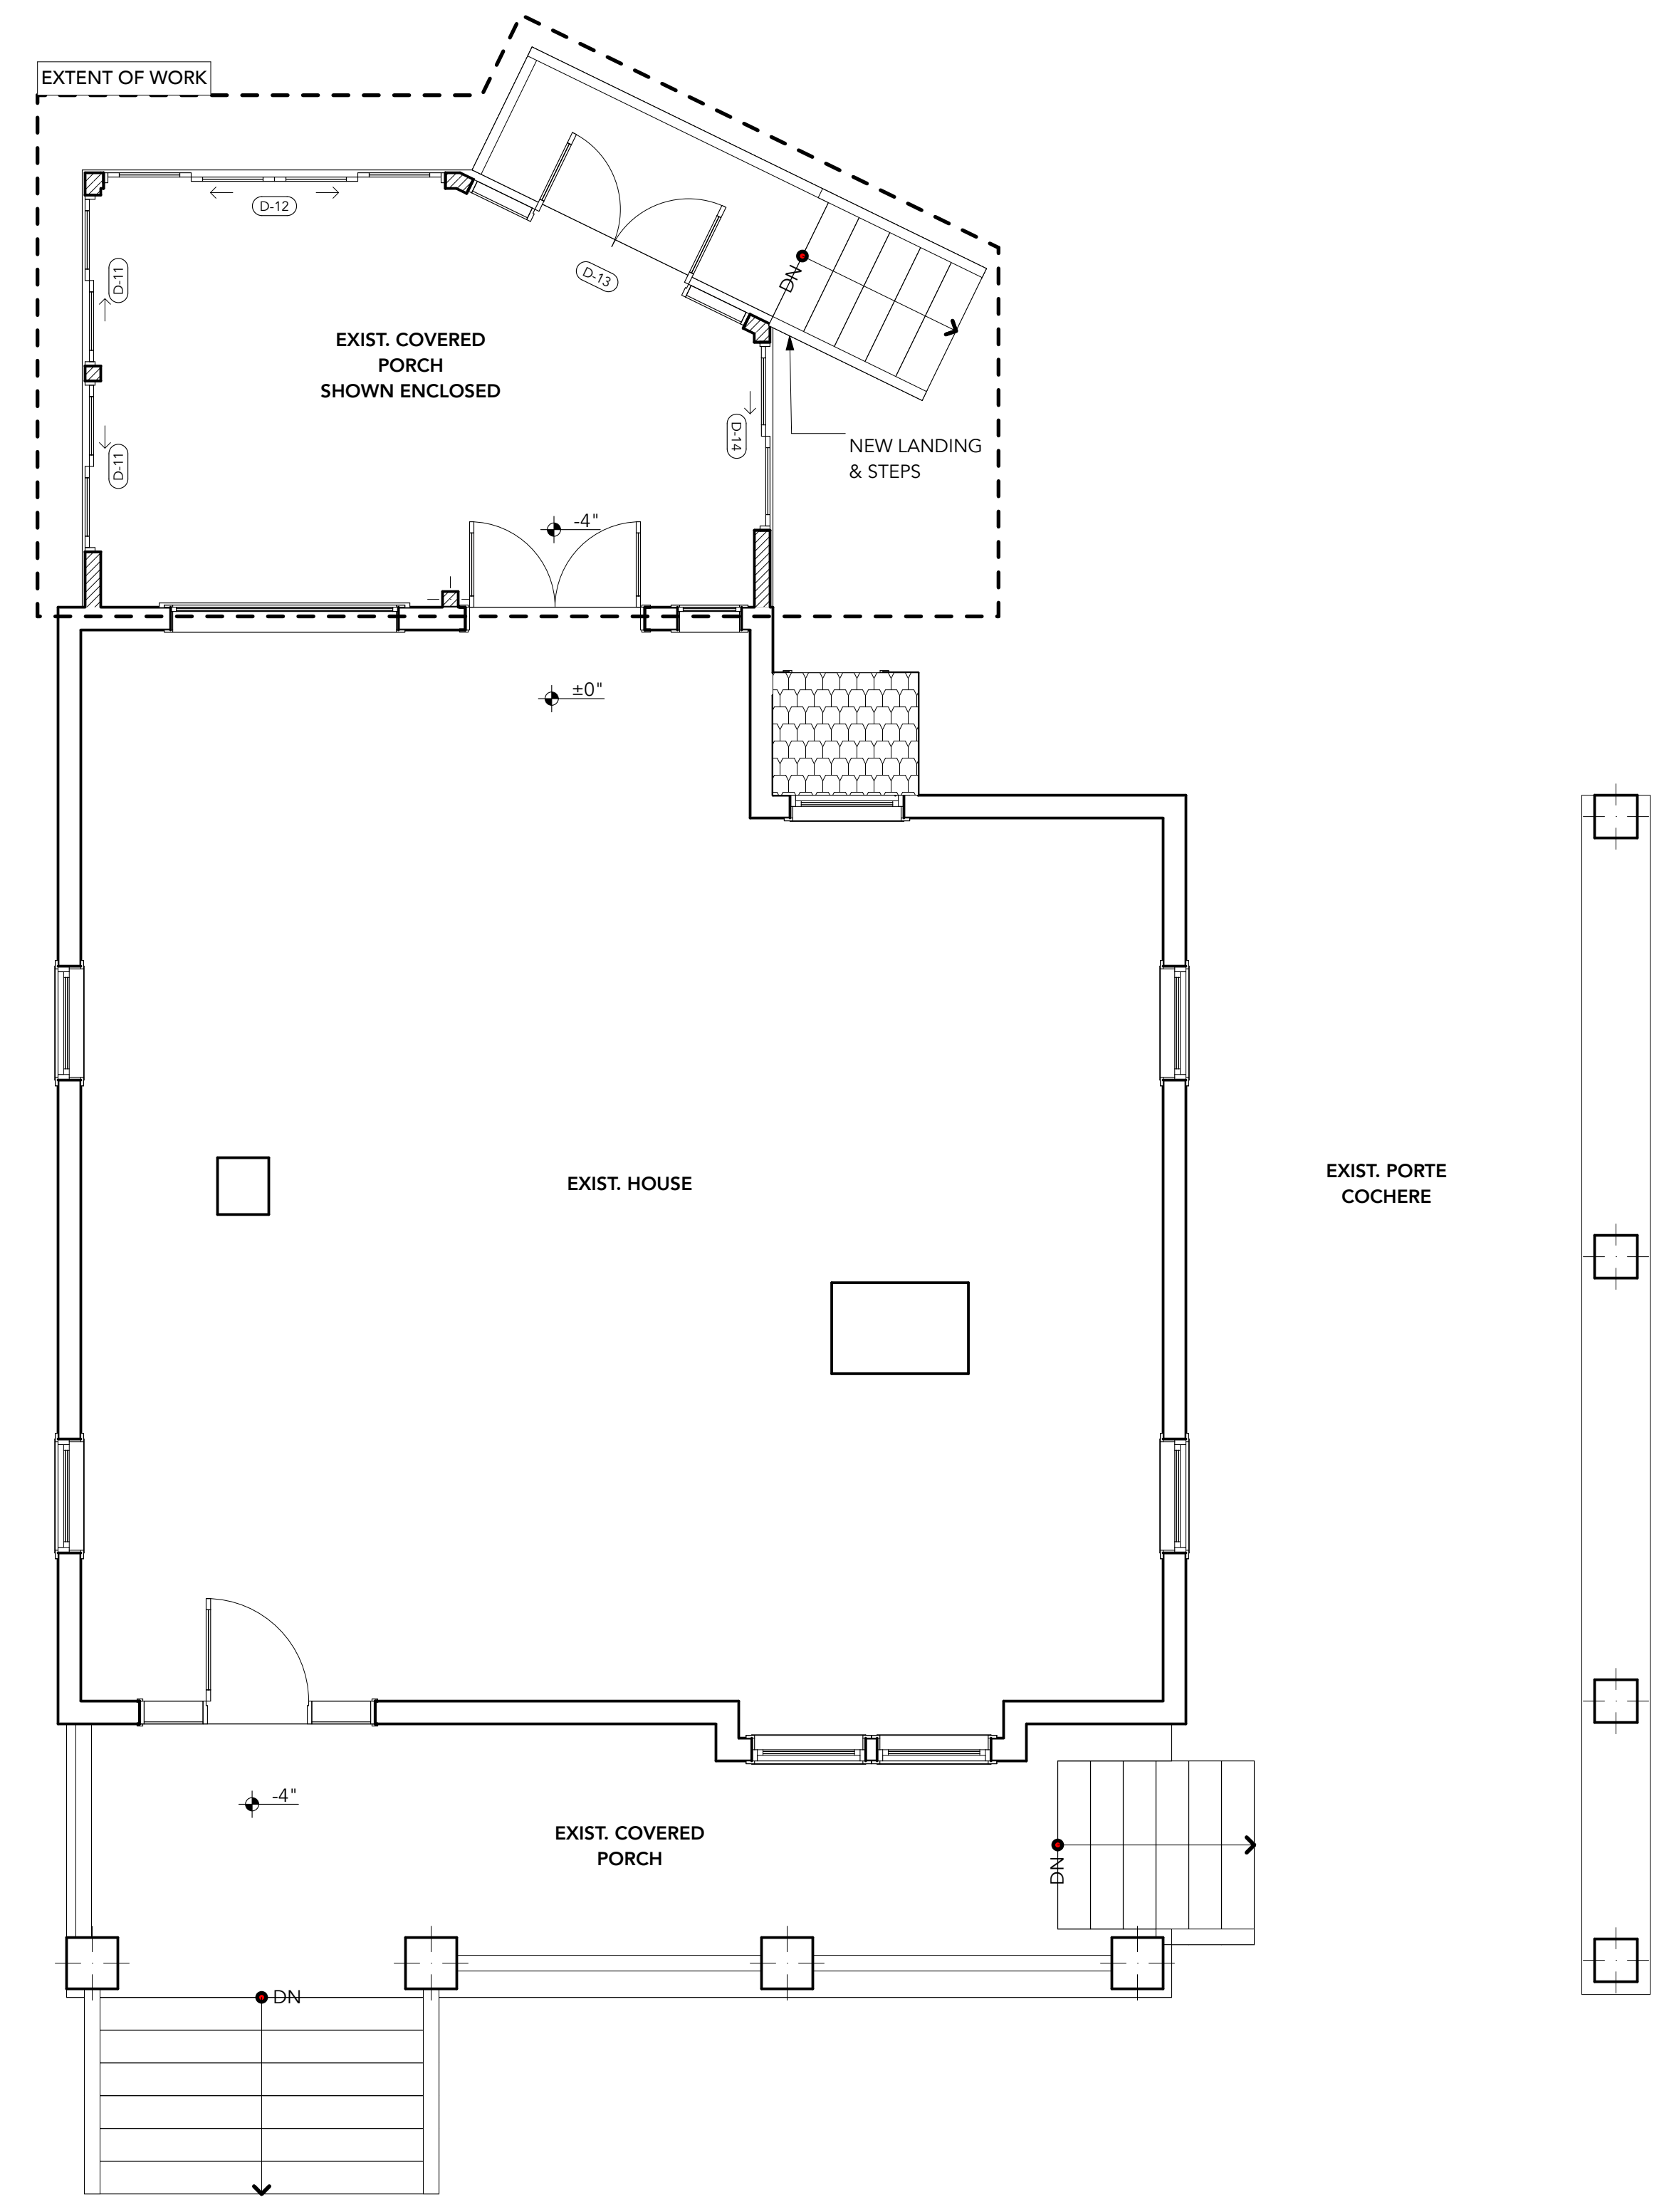 EXTENT OF WORK
D-12
D-11
D-13
DN
EXIST. COVERED
PORCH
SHOWN ENCLOSED
D-14
D-11
NEW LANDING
& STEPS
-4"
±0"
EXIST. HOUSE
EXIST. PORTE
COCHERE
-4"
EXIST. COVERED
PORCH
DN
DN